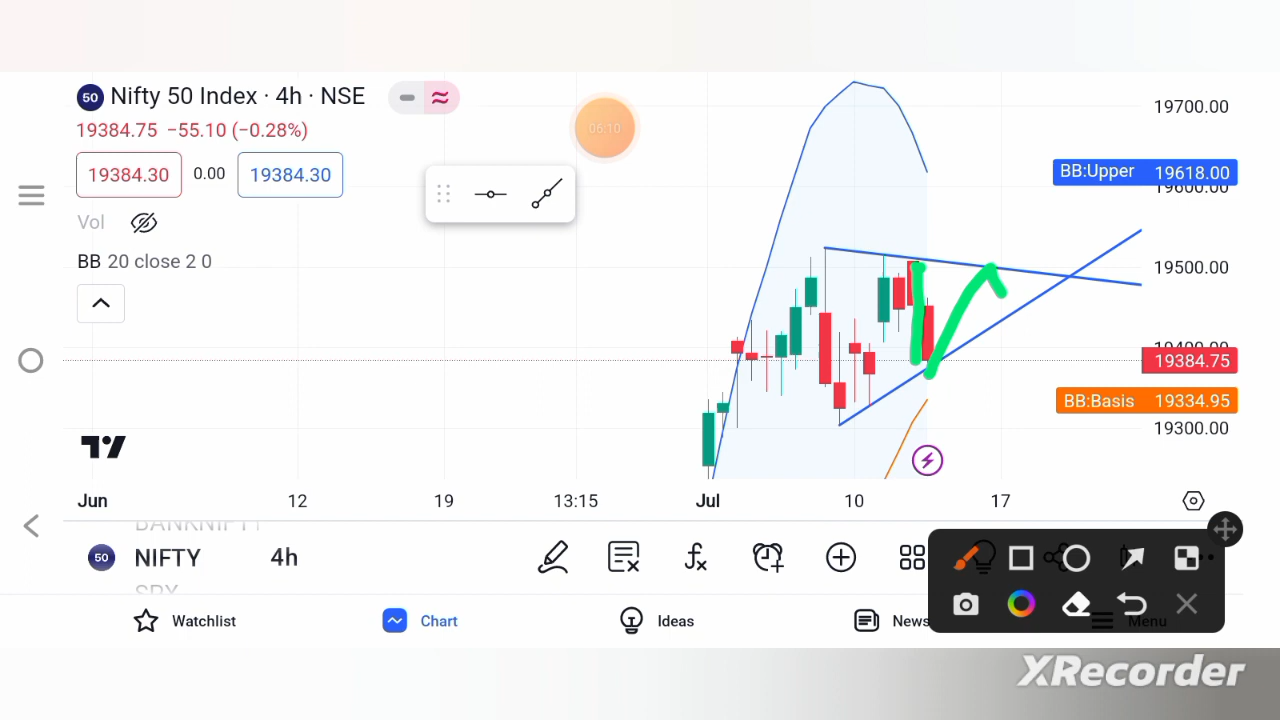 50 Nifty 50 Index · 4h · NSE
19384.75 −55.10 (−0.28%)
19384.30 0.00 19384.30
Vol
BB 20 close 2 0
06:10
19700.00
BB:Upper 19618.00
19600.00
19500.00
19400.00
19384.75
BB:Basis 19334.95
19300.00
Jun 12 19 13:15 Jul 10 17
BANKNIFTY
50 NIFTY 4h
SPX
Watchlist Chart Ideas News Menu
XRecorder